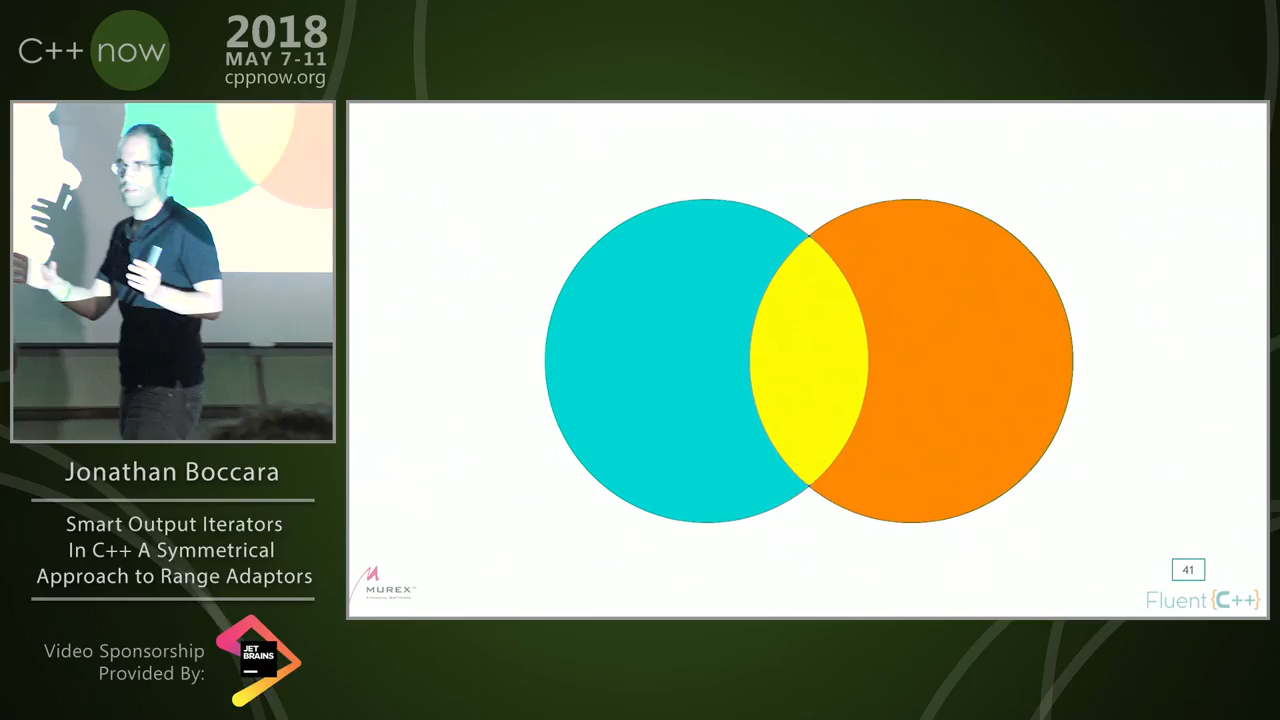 C++ now
2018
MAY 7-11
cppnow.org
Jonathan Boccara
Smart Output Iterators
In C++ A Symmetrical
Approach to Range Adaptors
Video Sponsorship
Provided By:
JET
BRAINS
MUREX
41
Fluent {C++}